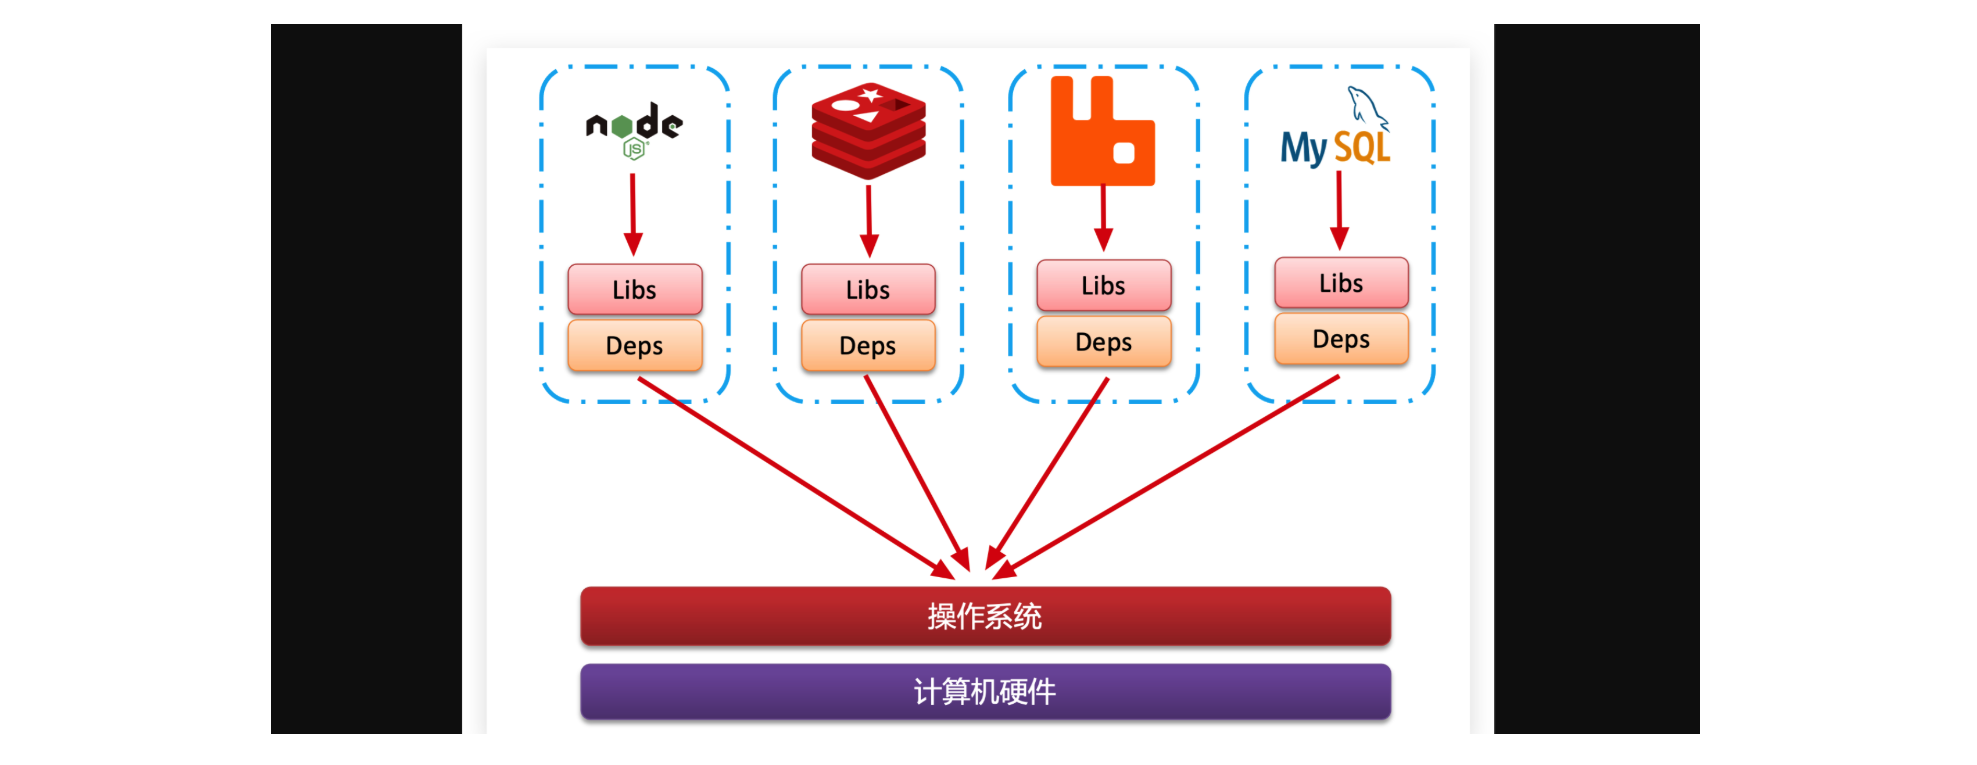 node
JS
MySQL
Libs
Libs
Libs
Libs
Deps
Deps
Deps
Deps
操作系统
计算机硬件